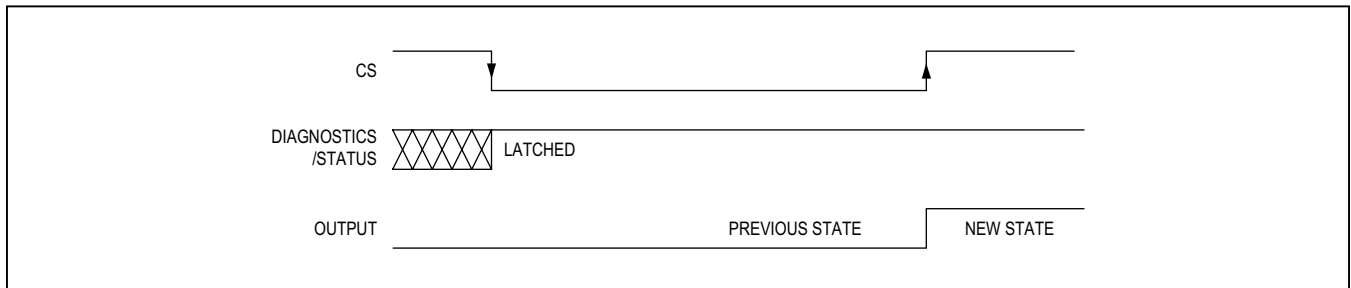 CS
DIAGNOSTICS
/STATUS
LATCHED
OUTPUT
PREVIOUS STATE
NEW STATE